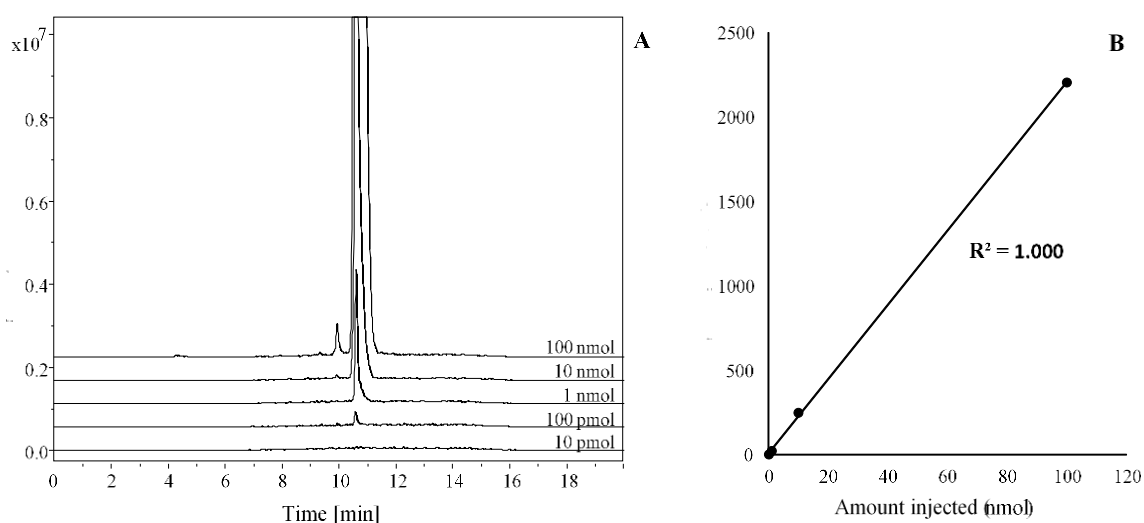 x10⁷
A
0.8
0.6
0.4
0.2
0.0
100 nmol
10 nmol
1 nmol
100 pmol
10 pmol
0 2 4 6 8 10 12 14 16 18
Time [min]
B
2500
2000
1500
1000
500
0
R² = 1.000
0 20 40 60 80 100 120
Amount injected (nmol)